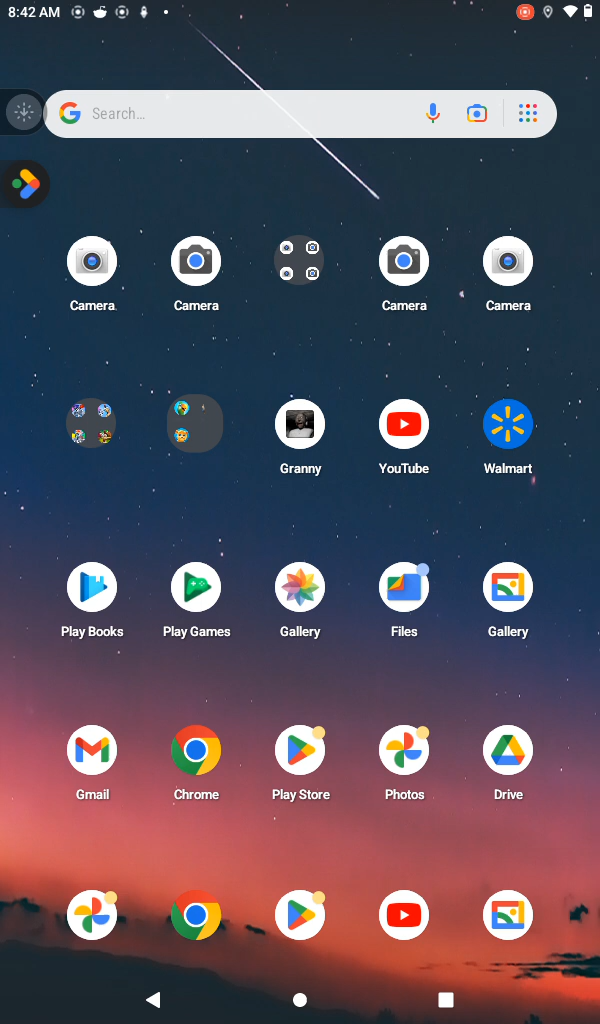 8:42 AM
Search...
Camera
Camera
Camera
Camera
Granny
YouTube
Walmart
Play Books
Play Games
Gallery
Files
Gallery
Gmail
Chrome
Play Store
Photos
Drive